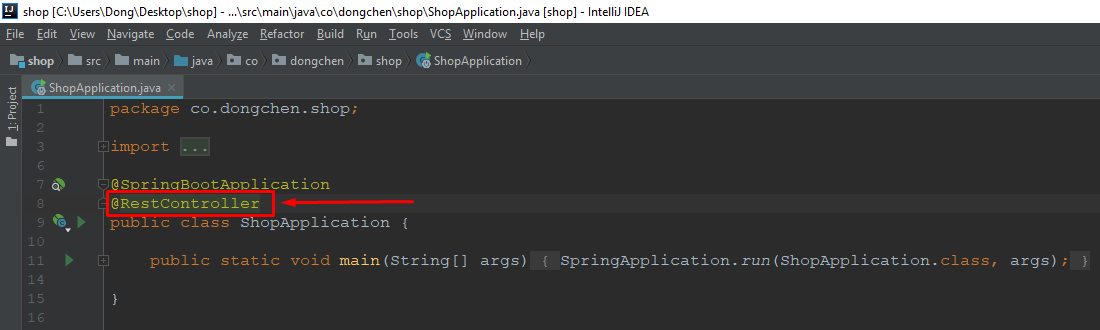 shop [C:\Users\Dong\Desktop\shop] - ...\src\main\java\co\dongchen\shop\ShopApplication.java [shop] - IntelliJ IDEA
File Edit View Navigate Code Analyze Refactor Build Run Tools VCS Window Help
shop src main java co dongchen shop ShopApplication
ShopApplication.java
1: Project
1 package co.dongchen.shop;
2
3 import ...
6
7 @SpringBootApplication
8 @RestController
9 public class ShopApplication {
10
11 public static void main(String[] args) { SpringApplication.run(ShopApplication.class, args); }
14
15 }
16